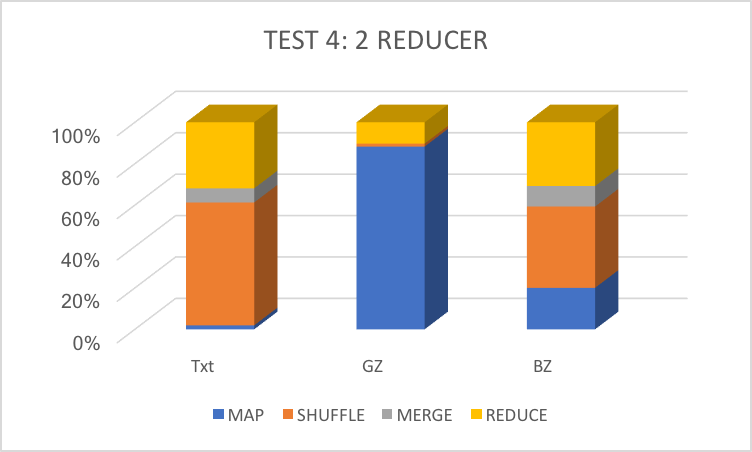 TEST 4: 2 REDUCER
100%
80%
60%
40%
20%
0%
Txt GZ BZ
MAP SHUFFLE MERGE REDUCE